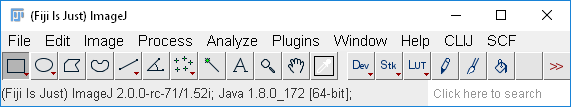 (Fiji Is Just) ImageJ
File Edit Image Process Analyze Plugins Window Help CLIJ SCF
A Dev Stk LUT >>
(Fiji Is Just) ImageJ 2.0.0-rc-71/1.52i; Java 1.8.0_172 [64-bit]; Click here to search